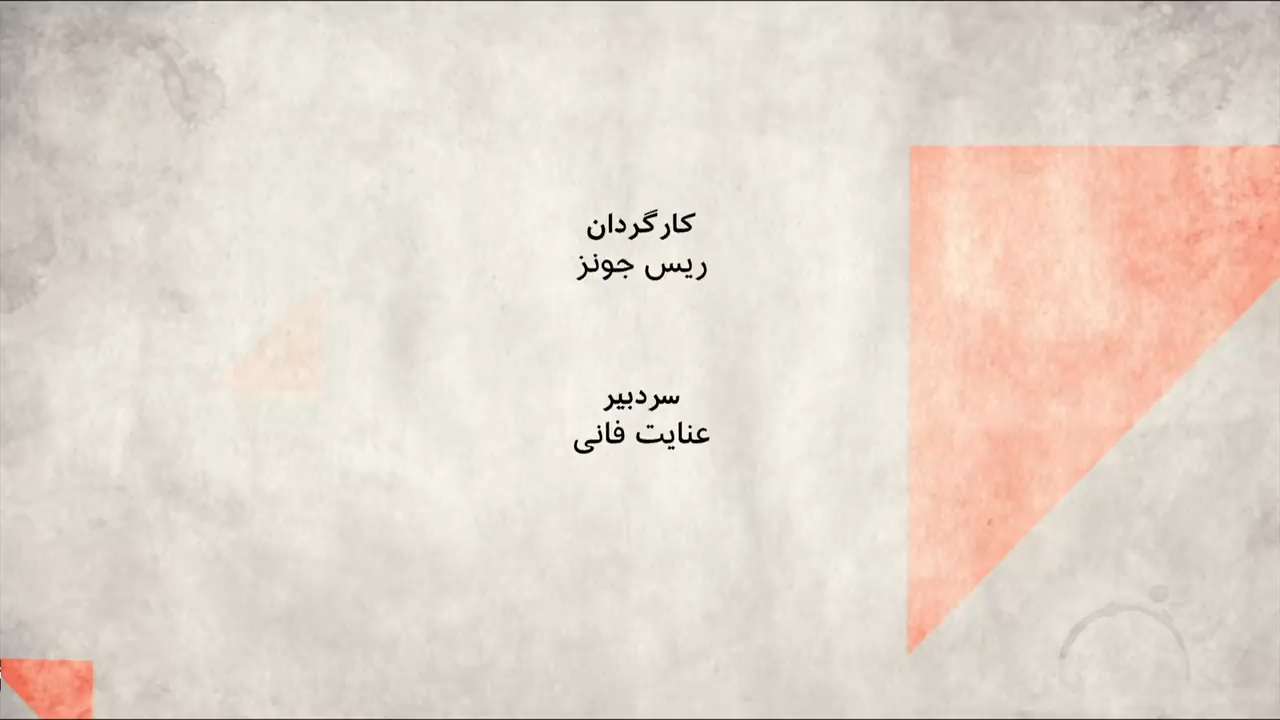 کارگردان
ریس جونز
سردبیر
عنایت فانی